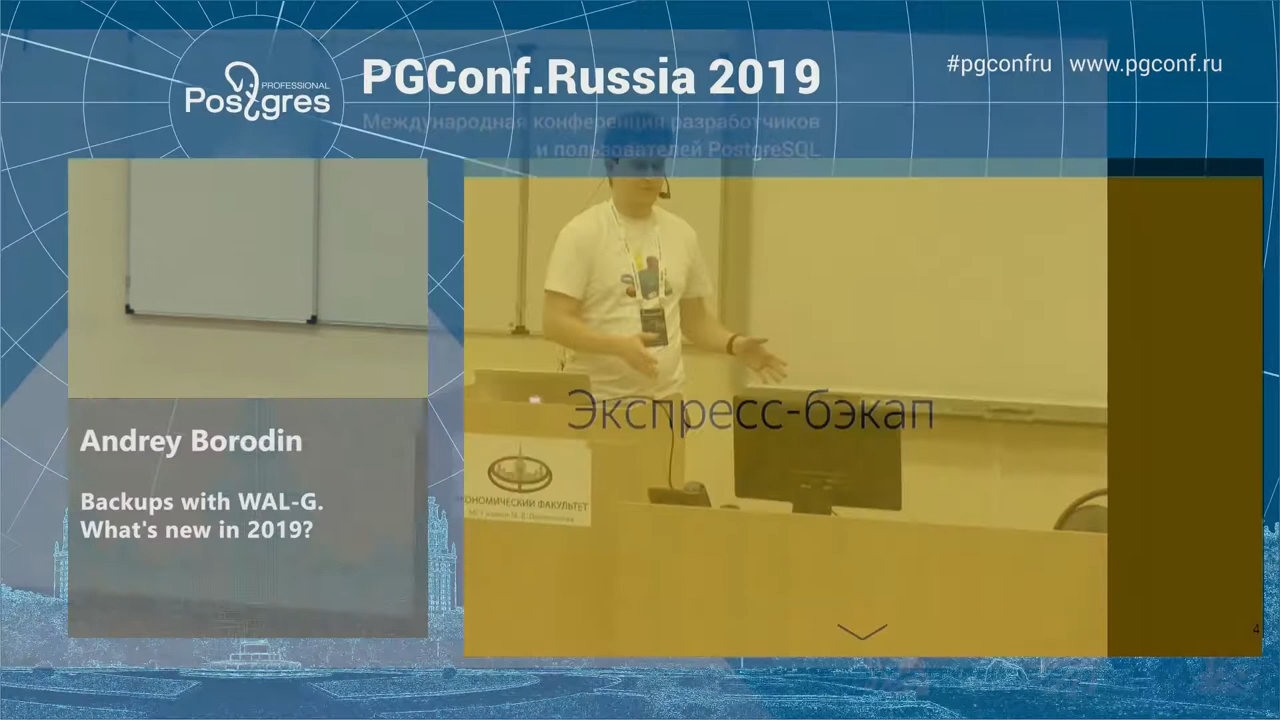 PROFESSIONAL
Postgres
PGConf.Russia 2019
#pgconfru www.pgconf.ru
Международная конференция разработчиков
и пользователей PostgreSQL
Andrey Borodin
Backups with WAL-G.
What's new in 2019?
Экспресс-бэкап
ФАКУЛЬТЕТ
4